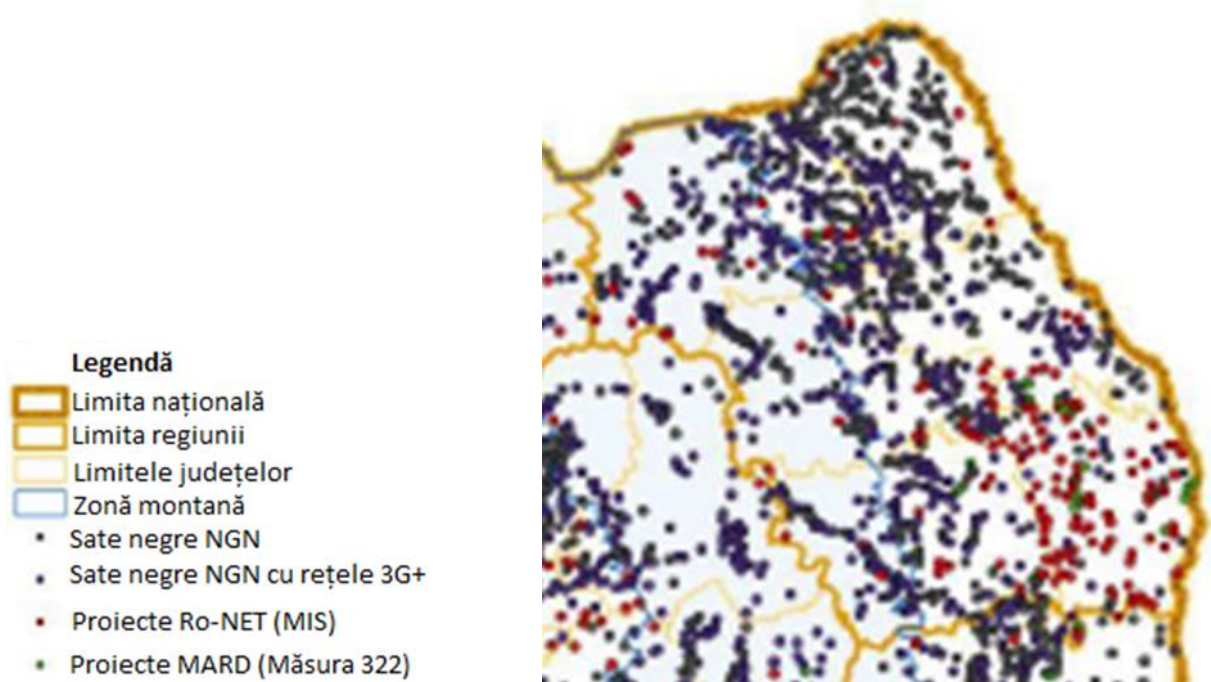 Legendă
Limita națională
Limita regiunii
Limitele județelor
Zonă montană
Sate negre NGN
Sate negre NGN cu rețele 3G+
Proiecte Ro-NET (MIS)
Proiecte MARD (Măsura 322)